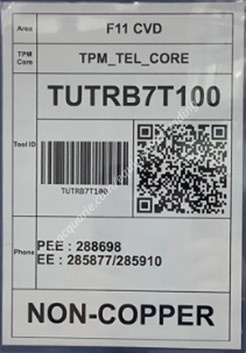 Area F11 CVD
TPM Core TPM_TEL_CORE
TUTRB7T100
Tool ID
TUTRB7T100
Phone PEE : 288698
EE : 285877/285910
NON-COPPER